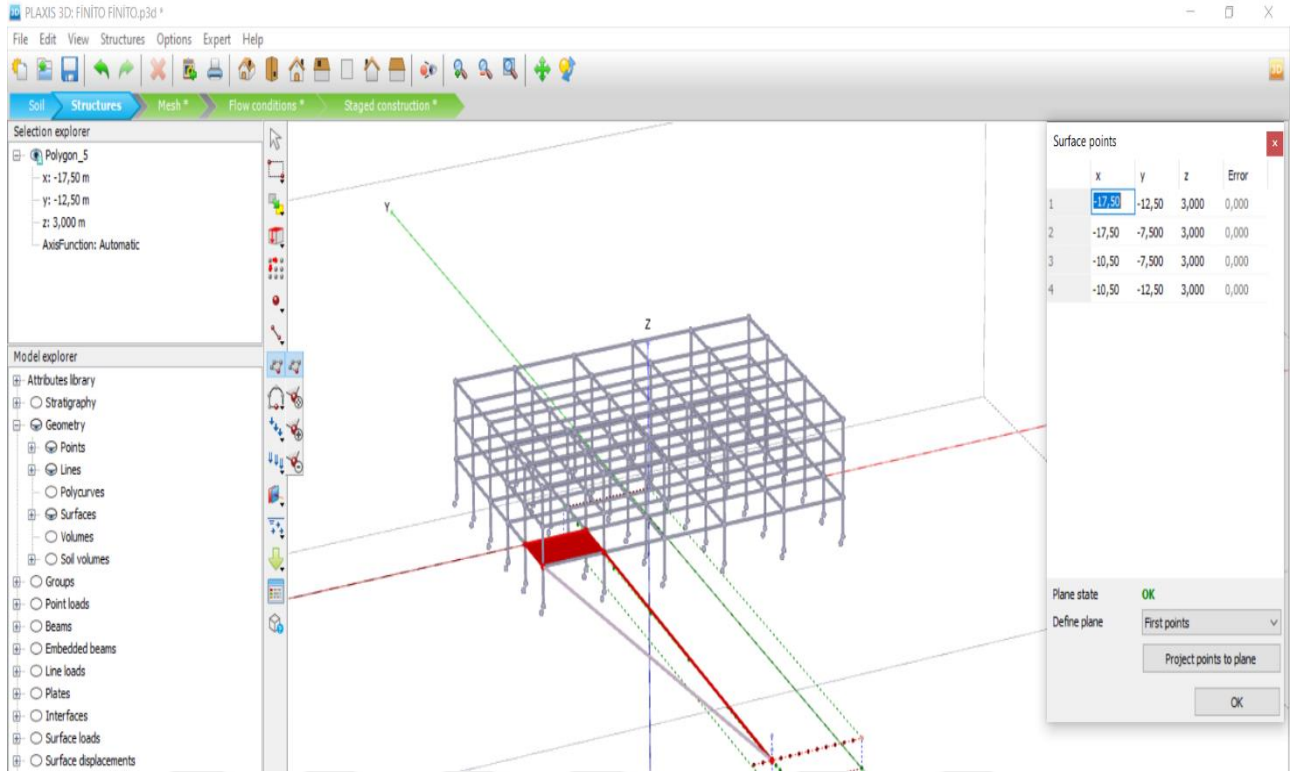 PLAXIS 3D: FİNİTO FİNİTO.p3d *
File Edit View Structures Options Expert Help
Soil Structures Mesh * Flow conditions * Staged construction *
Selection explorer
Polygon_5
x: -17,50 m
y: -12,50 m
z: 3,000 m
AxisFunction: Automatic
Model explorer
Attributes library
Stratigraphy
Geometry
Points
Lines
Polycurves
Surfaces
Volumes
Soil volumes
Groups
Point loads
Beams
Embedded beams
Line loads
Plates
Interfaces
Surface loads
Surface displacements
Y
Z
Surface points
x y z Error
1 -17,50 -12,50 3,000 0,000
2 -17,50 -7,500 3,000 0,000
3 -10,50 -7,500 3,000 0,000
4 -10,50 -12,50 3,000 0,000
Plane state OK
Define plane First points
Project points to plane
OK